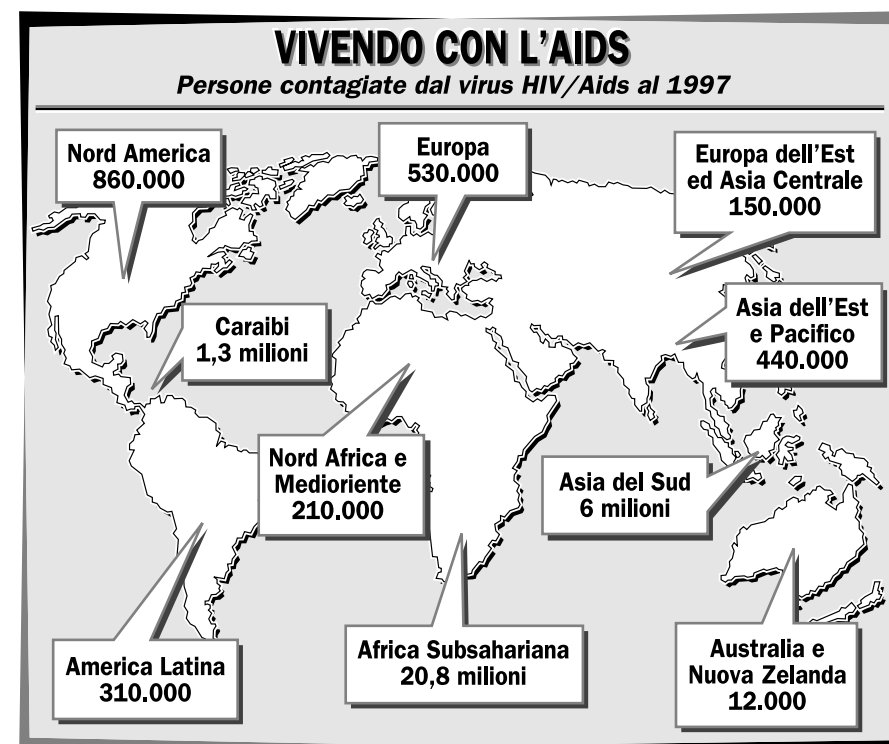 VIVENDO CON L'AIDS
Persone contagiate dal virus HIV/Aids al 1997
Nord America
860.000
Europa
530.000
Europa dell'Est
ed Asia Centrale
150.000
Caraibi
1,3 milioni
Asia dell'Est
e Pacifico
440.000
Nord Africa e
Medioriente
210.000
Asia del Sud
6 milioni
America Latina
310.000
Africa Subsahariana
20,8 milioni
Australia e
Nuova Zelanda
12.000